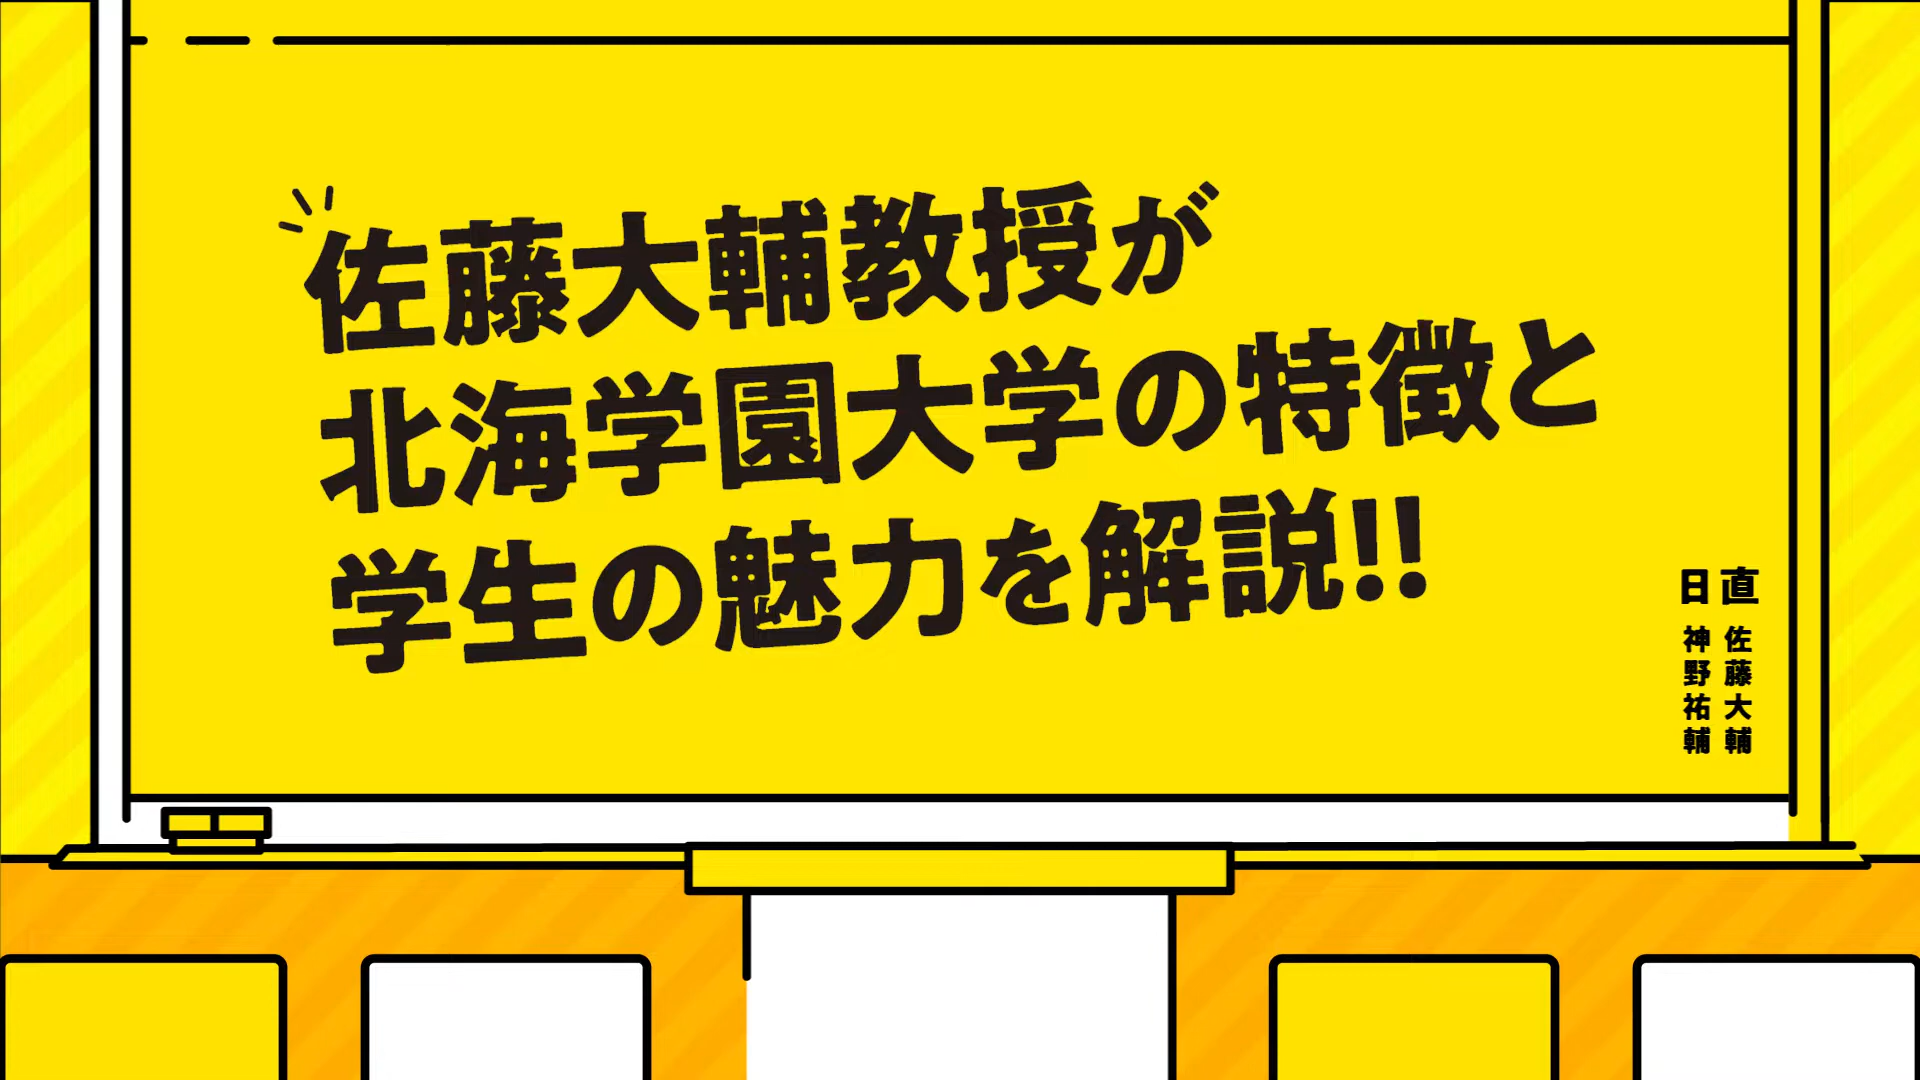 佐藤大輔教授が
北海学園大学の特徴と
学生の魅力を解説!!
日直
佐藤大輔
神野祐輔